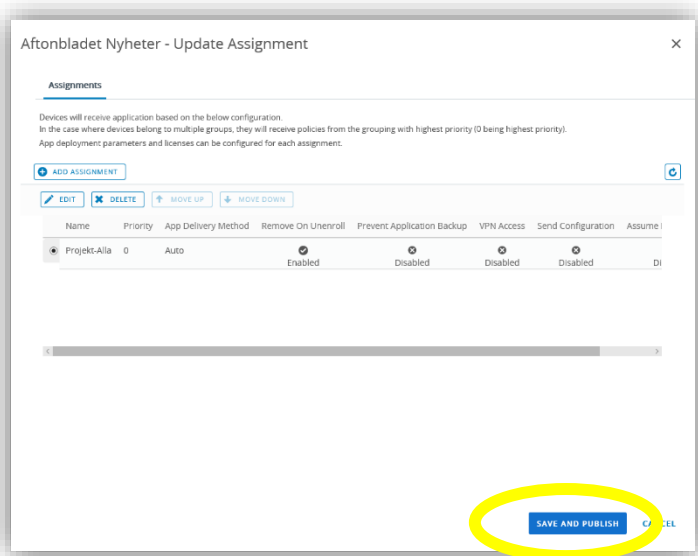 Aftonbladet Nyheter - Update Assignment
Assignments
Devices will receive application based on the below configuration.
In the case where devices belong to multiple groups, they will receive policies from the grouping with highest priority (0 being highest priority).
App deployment parameters and licenses can be configured for each assignment.
ADD ASSIGNMENT
EDIT DELETE MOVE UP MOVE DOWN
Name Priority App Delivery Method Remove On Unenroll Prevent Application Backup VPN Access Send Configuration Assume
Projekt-Alla 0 Auto Enabled Disabled Disabled Disabled
SAVE AND PUBLISH